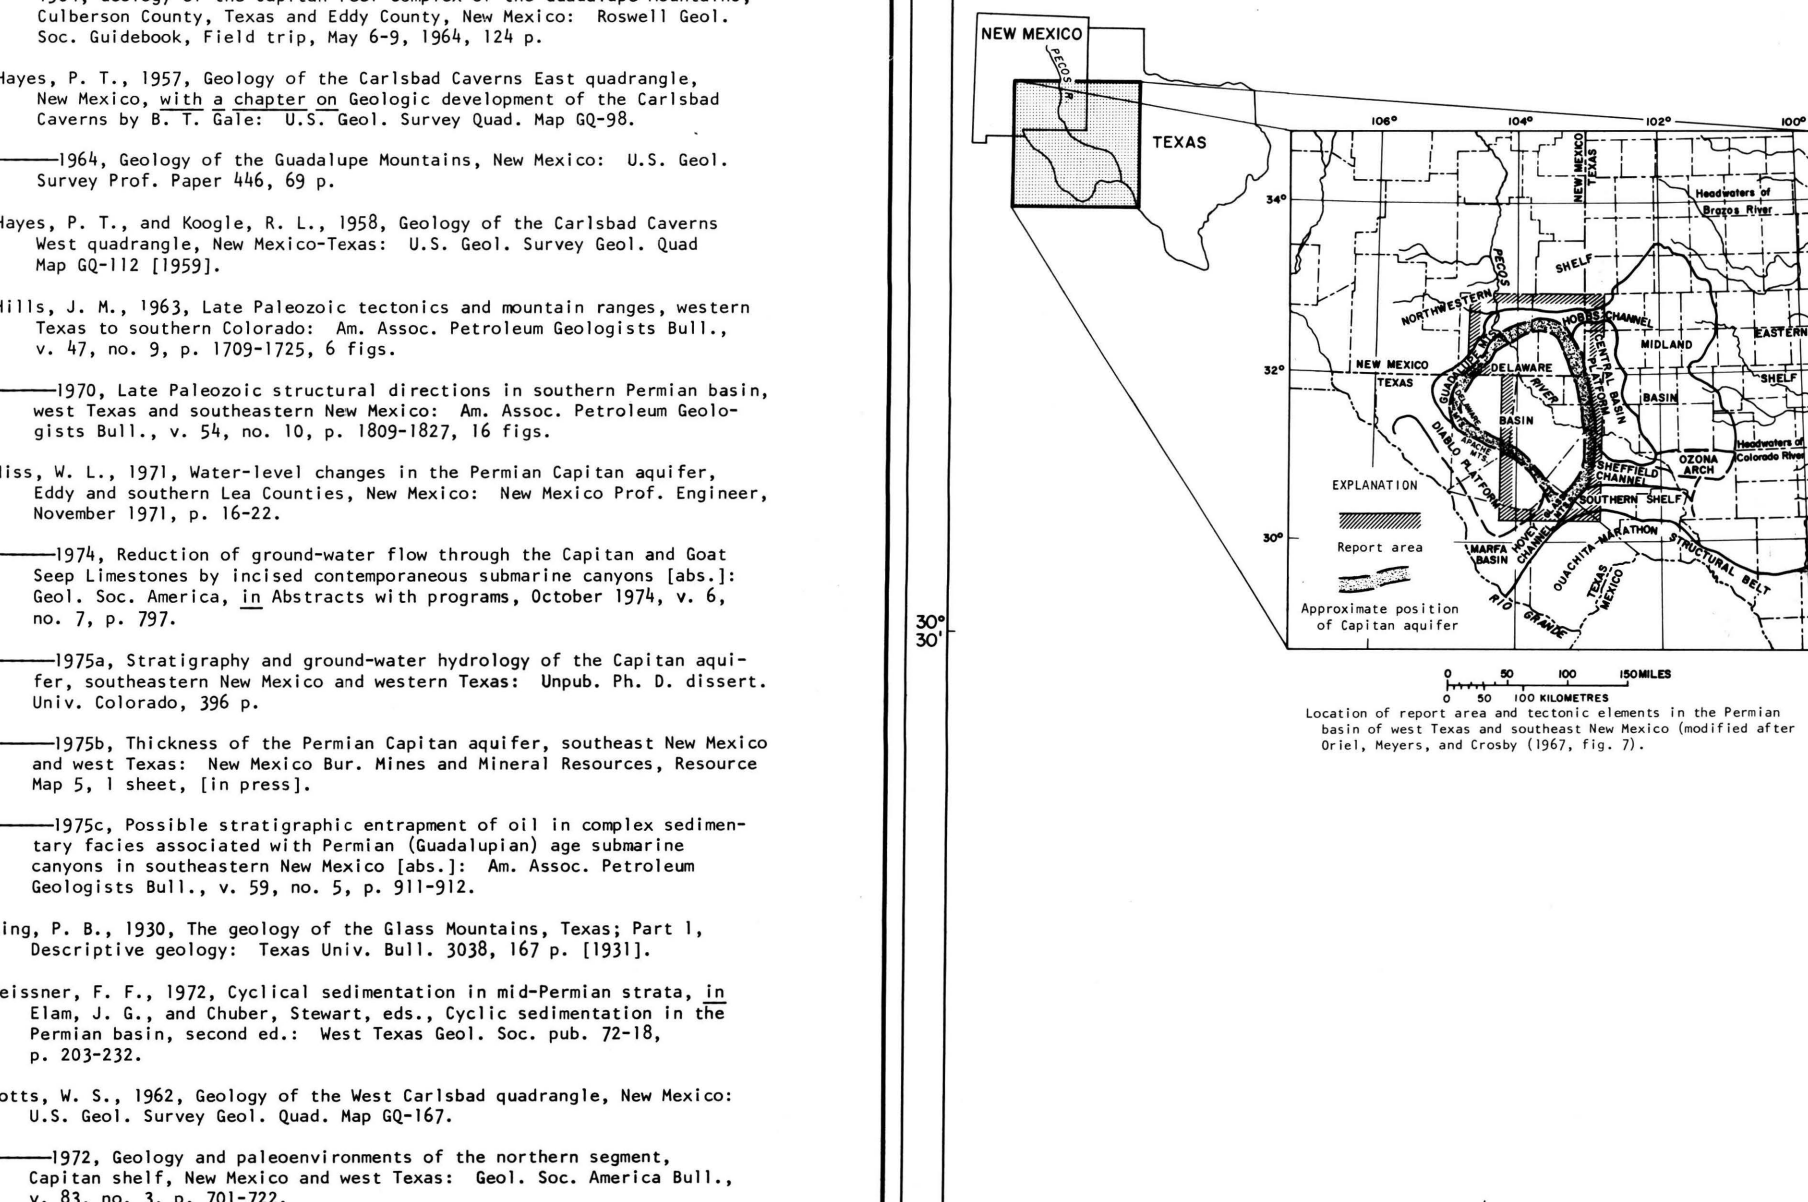 Culberson County, Texas and Eddy County, New Mexico: Roswell Geol.
Soc. Guidebook, Field trip, May 6-9, 1964, 124 p.
Hayes, P. T., 1957, Geology of the Carlsbad Caverns East quadrangle,
New Mexico, with a chapter on Geologic development of the Carlsbad
Caverns by B. T. Gale: U.S. Geol. Survey Quad. Map GQ-98.
———1964, Geology of the Guadalupe Mountains, New Mexico: U.S. Geol.
Survey Prof. Paper 446, 69 p.
Hayes, P. T., and Koogle, R. L., 1958, Geology of the Carlsbad Caverns
West quadrangle, New Mexico-Texas: U.S. Geol. Survey Geol. Quad
Map GQ-112 [1959].
Hills, J. M., 1963, Late Paleozoic tectonics and mountain ranges, western
Texas to southern Colorado: Am. Assoc. Petroleum Geologists Bull.,
v. 47, no. 9, p. 1709-1725, 6 figs.
———1970, Late Paleozoic structural directions in southern Permian basin,
west Texas and southeastern New Mexico: Am. Assoc. Petroleum Geolo-
gists Bull., v. 54, no. 10, p. 1809-1827, 16 figs.
iss, W. L., 1971, Water-level changes in the Permian Capitan aquifer,
Eddy and southern Lea Counties, New Mexico: New Mexico Prof. Engineer,
November 1971, p. 16-22.
———1974, Reduction of ground-water flow through the Capitan and Goat
Seep Limestones by incised contemporaneous submarine canyons [abs.]:
Geol. Soc. America, in Abstracts with programs, October 1974, v. 6,
no. 7, p. 797.
———1975a, Stratigraphy and ground-water hydrology of the Capitan aqui-
fer, southeastern New Mexico and western Texas: Unpub. Ph. D. dissert.
Univ. Colorado, 396 p.
———1975b, Thickness of the Permian Capitan aquifer, southeast New Mexico
and west Texas: New Mexico Bur. Mines and Mineral Resources, Resource
Map 5, 1 sheet, [in press].
———1975c, Possible stratigraphic entrapment of oil in complex sedimen-
tary facies associated with Permian (Guadalupian) age submarine
canyons in southeastern New Mexico [abs.]: Am. Assoc. Petroleum
Geologists Bull., v. 59, no. 5, p. 911-912.
ing, P. B., 1930, The geology of the Glass Mountains, Texas; Part 1,
Descriptive geology: Texas Univ. Bull. 3038, 167 p. [1931].
eissner, F. F., 1972, Cyclical sedimentation in mid-Permian strata, in
Elam, J. G., and Chuber, Stewart, eds., Cyclic sedimentation in the
Permian basin, second ed.: West Texas Geol. Soc. pub. 72-18,
p. 203-232.
otts, W. S., 1962, Geology of the West Carlsbad quadrangle, New Mexico:
U.S. Geol. Survey Geol. Quad. Map GQ-167.
———1972, Geology and paleoenvironments of the northern segment,
Capitan shelf, New Mexico and west Texas: Geol. Soc. America Bull.,
v. 83, no. 3, p. 701-722.
30°
30'
NEW MEXICO
PECOS R.
TEXAS
106°
104°
102°
100°
NEW MEXICO
TEXAS
34°
Headwaters of
Brazos River
PECOS
SHELF
NORTHWESTERN
HOBBS CHANNEL
MIDLAND
EASTERN
32°
NEW MEXICO
TEXAS
GUADALUPE MTS
DELAWARE
RIVER
CENTRAL BASIN
PLATFORM
SHELF
BASIN
DELAWARE
MTS
BASIN
APACHE
MTS.
DIABLO PLATFORM
Headwaters of
Colorado River
OZONA
ARCH
SHEFFIELD
CHANNEL
SOUTHERN SHELF
GLASS
MTS
HOVEY
CHANNEL
30°
MARFA
BASIN
OUACHITA-MARATHON STRUCTURAL BELT
TEXAS
MEXICO
RIO GRANDE
EXPLANATION
Report area
Approximate position
of Capitan aquifer
0 50 100 150 MILES
0 50 100 KILOMETRES
Location of report area and tectonic elements in the Permian
basin of west Texas and southeast New Mexico (modified after
Oriel, Meyers, and Crosby (1967, fig. 7).